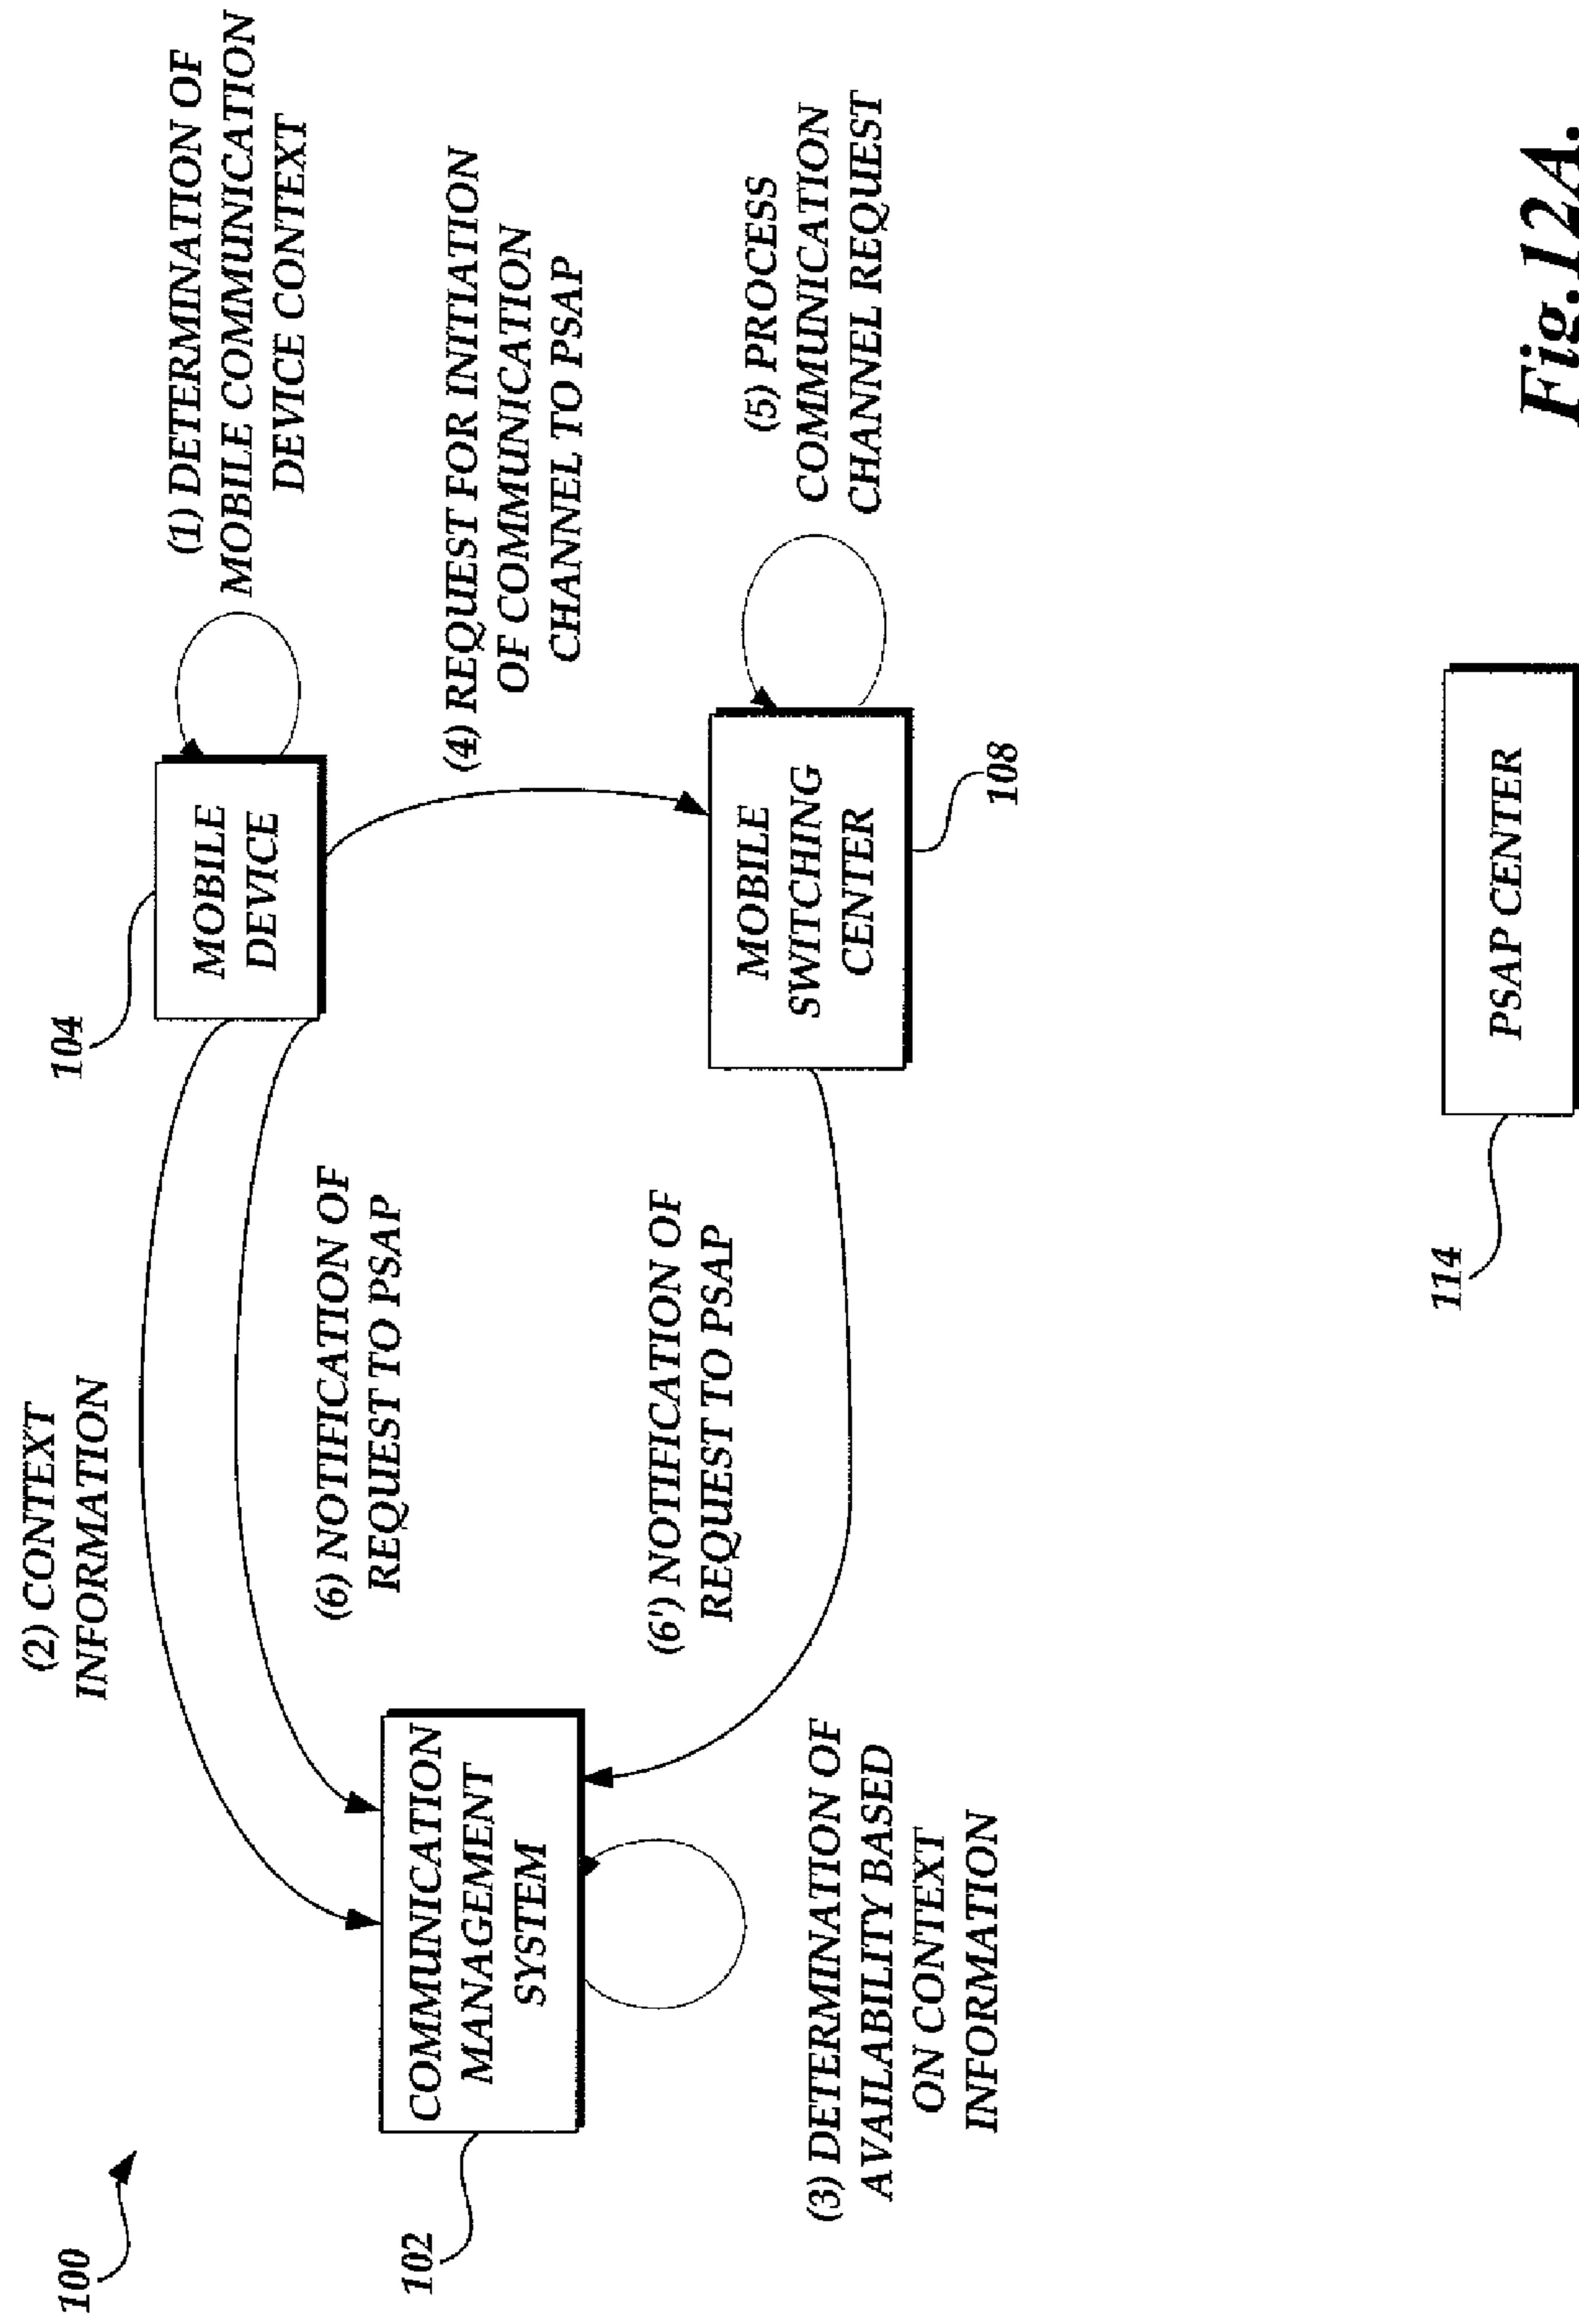 100
(2) CONTEXT
INFORMATION
104
(1) DETERMINATION OF
MOBILE COMMUNICATION
DEVICE CONTEXT
MOBILE
DEVICE
(6) NOTIFICATION OF
REQUEST TO PSAP
102
COMMUNICATION
MANAGEMENT
SYSTEM
(4) REQUEST FOR INITIATION
OF COMMUNICATION
CHANNEL TO PSAP
(6') NOTIFICATION OF
REQUEST TO PSAP
MOBILE
SWITCHING
CENTER
(5) PROCESS
COMMUNICATION
CHANNEL REQUEST
108
(3) DETERMINATION OF
AVAILABILITY BASED
ON CONTEXT
INFORMATION
114
PSAP CENTER
Fig.12A.